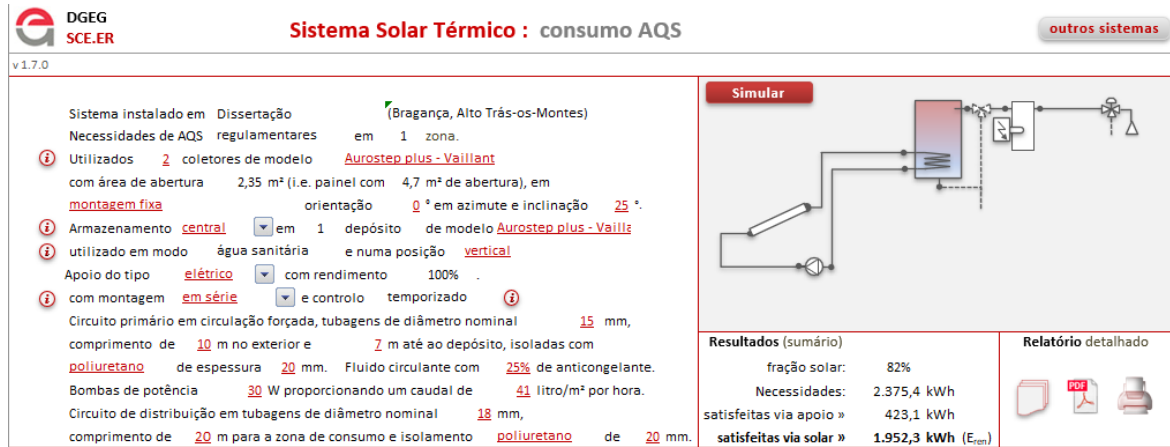 DGEG
SCE.ER
Sistema Solar Térmico : consumo AQS
outros sistemas
v 1.7.0
Sistema instalado em Dissertação (Bragança, Alto Trás-os-Montes)
Necessidades de AQS regulamentares em 1 zona.
Utilizados 2 coletores de modelo Aurostep plus - Vaillant
com área de abertura 2,35 m² (i.e. painel com 4,7 m² de abertura), em
montagem fixa orientação 0 ° em azimute e inclinação 25 °.
Armazenamento central em 1 depósito de modelo Aurostep plus - Vailla
utilizado em modo água sanitária e numa posição vertical
Apoio do tipo elétrico com rendimento 100% .
com montagem em série e controlo temporizado
Circuito primário em circulação forçada, tubagens de diâmetro nominal 15 mm,
comprimento de 10 m no exterior e 7 m até ao depósito, isoladas com
poliuretano de espessura 20 mm. Fluido circulante com 25% de anticongelante.
Bombas de potência 30 W proporcionando um caudal de 41 litro/m² por hora.
Circuito de distribuição em tubagens de diâmetro nominal 18 mm,
comprimento de 20 m para a zona de consumo e isolamento poliuretano de 20 mm.
Simular
Resultados (sumário)
fração solar: 82%
Necessidades: 2.375,4 kWh
satisfeitas via apoio » 423,1 kWh
satisfeitas via solar » 1.952,3 kWh (Eren)
Relatório detalhado
PDF